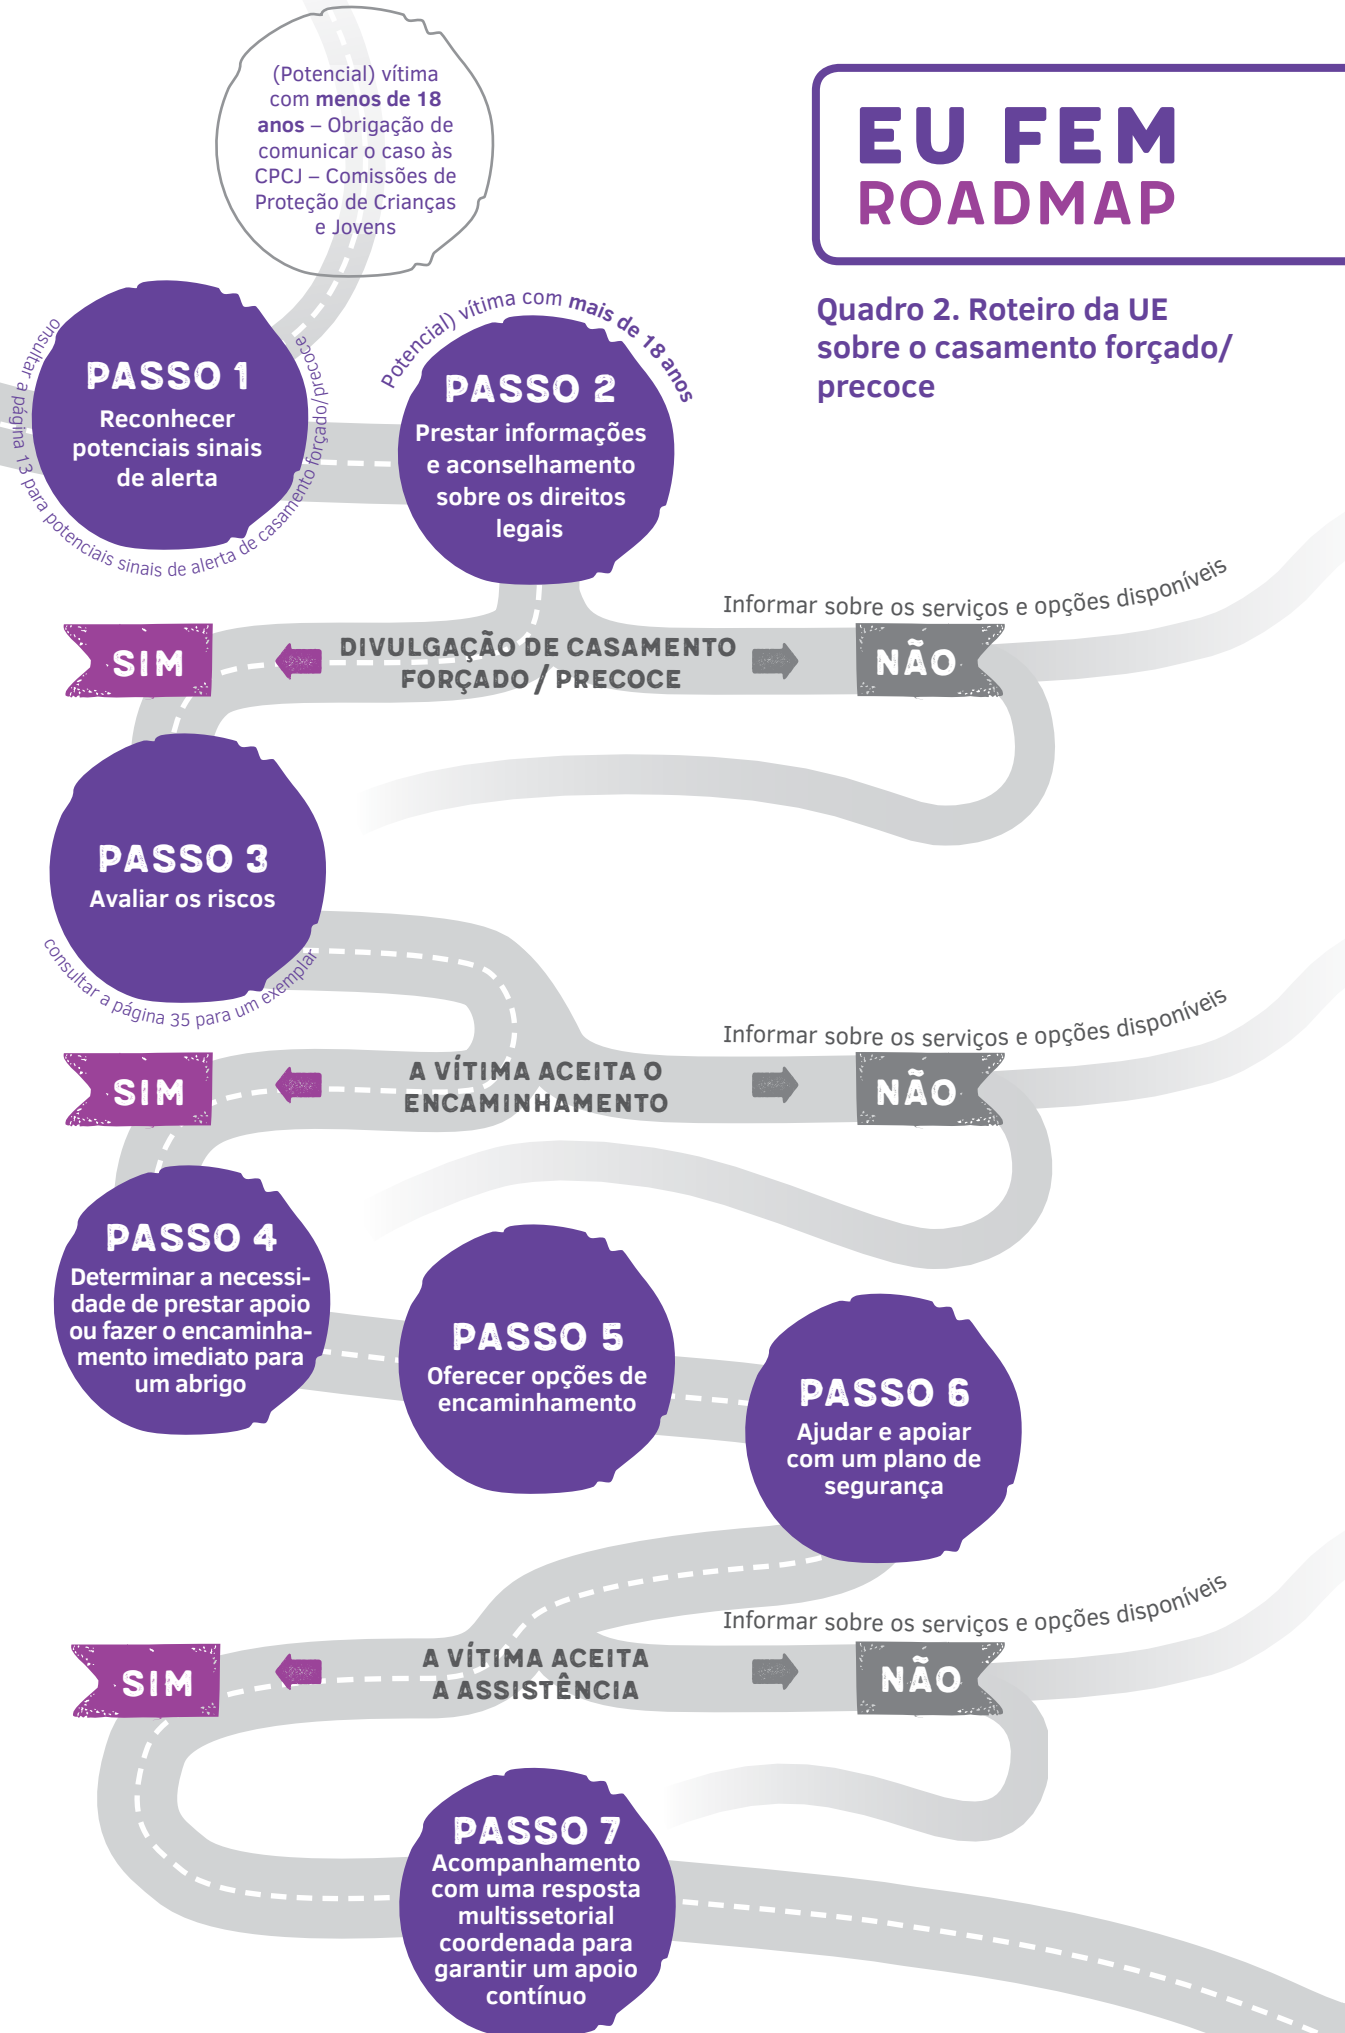 (Potencial) vítima
com menos de 18
anos – Obrigação de
comunicar o caso às
CPCJ – Comissões de
Proteção de Crianças
e Jovens
EU FEM
ROADMAP
Quadro 2. Roteiro da UE
sobre o casamento forçado/
precoce
PASSO 1
Reconhecer
potenciais sinais
de alerta
onsultar a página 13 para potenciais sinais de alerta de casamento forçado/precoce
Potencial) vítima com mais de 18 anos
PASSO 2
Prestar informações
e aconselhamento
sobre os direitos
legais
Informar sobre os serviços e opções disponíveis
SIM
DIVULGAÇÃO DE CASAMENTO
FORÇADO / PRECOCE
NÃO
PASSO 3
Avaliar os riscos
consultar a página 35 para um exemplar
Informar sobre os serviços e opções disponíveis
SIM
A VÍTIMA ACEITA O
ENCAMINHAMENTO
NÃO
PASSO 4
Determinar a necessi-
dade de prestar apoio
ou fazer o encaminha-
mento imediato para
um abrigo
PASSO 5
Oferecer opções de
encaminhamento
PASSO 6
Ajudar e apoiar
com um plano de
segurança
Informar sobre os serviços e opções disponíveis
SIM
A VÍTIMA ACEITA
A ASSISTÊNCIA
NÃO
PASSO 7
Acompanhamento
com uma resposta
multissetorial
coordenada para
garantir um apoio
contínuo